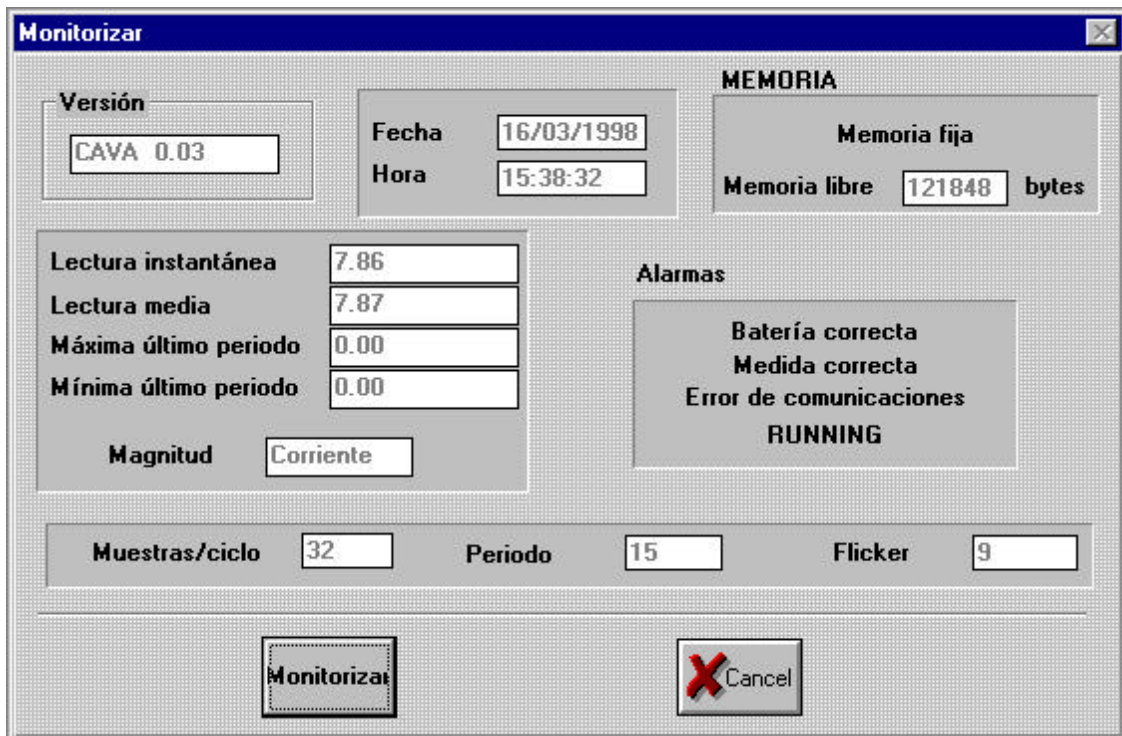 Monitorizar
Versión
CAVA 0.03
Fecha 16/03/1998
Hora 15:38:32
MEMORIA
Memoria fija
Memoria libre 121848 bytes
Lectura instantánea 7.86
Lectura media 7.87
Máxima último periodo 0.00
Mínima último periodo 0.00
Magnitud Corriente
Alarmas
Batería correcta
Medida correcta
Error de comunicaciones
RUNNING
Muestras/ciclo 32 Periodo 15 Flicker 9
Monitorizar
Cancel